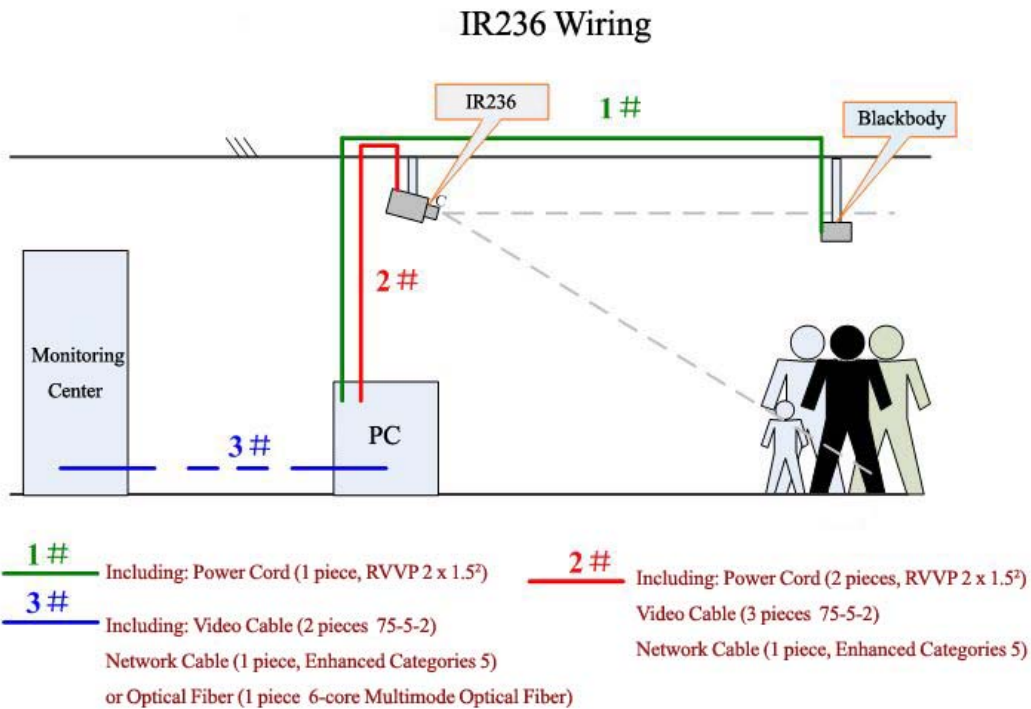 IR236 Wiring
IR236
1#
Blackbody
C
2#
Monitoring
Center
PC
3#
1#
Including: Power Cord (1 piece, RVVP 2 x 1.5²)
3#
Including: Video Cable (2 pieces 75-5-2)
Network Cable (1 piece, Enhanced Categories 5)
or Optical Fiber (1 piece 6-core Multimode Optical Fiber)
2#
Including: Power Cord (2 pieces, RVVP 2 x 1.5²)
Video Cable (3 pieces 75-5-2)
Network Cable (1 piece, Enhanced Categories 5)